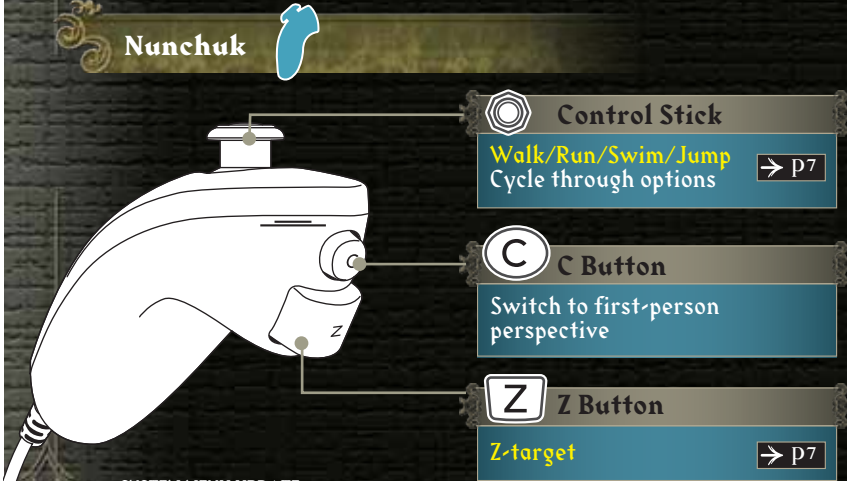 Nunchuk
Control Stick
Walk/Run/Swim/Jump
Cycle through options
→ p7
C
C Button
Switch to first-person
perspective
Z
Z
Z Button
Z-target
→ p7